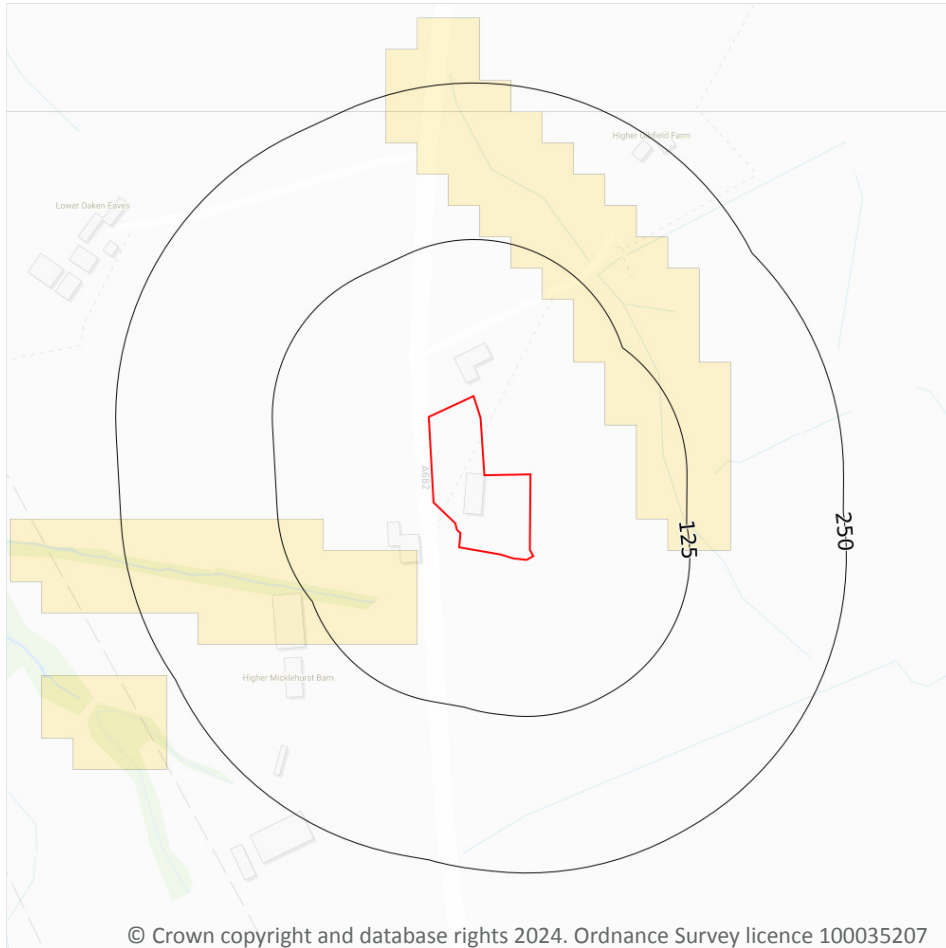 Higher Gibfield Farm
Lower Oaken Eaves
A682
125
250
Higher Micklehurst Barn
© Crown copyright and database rights 2024. Ordnance Survey licence 100035207